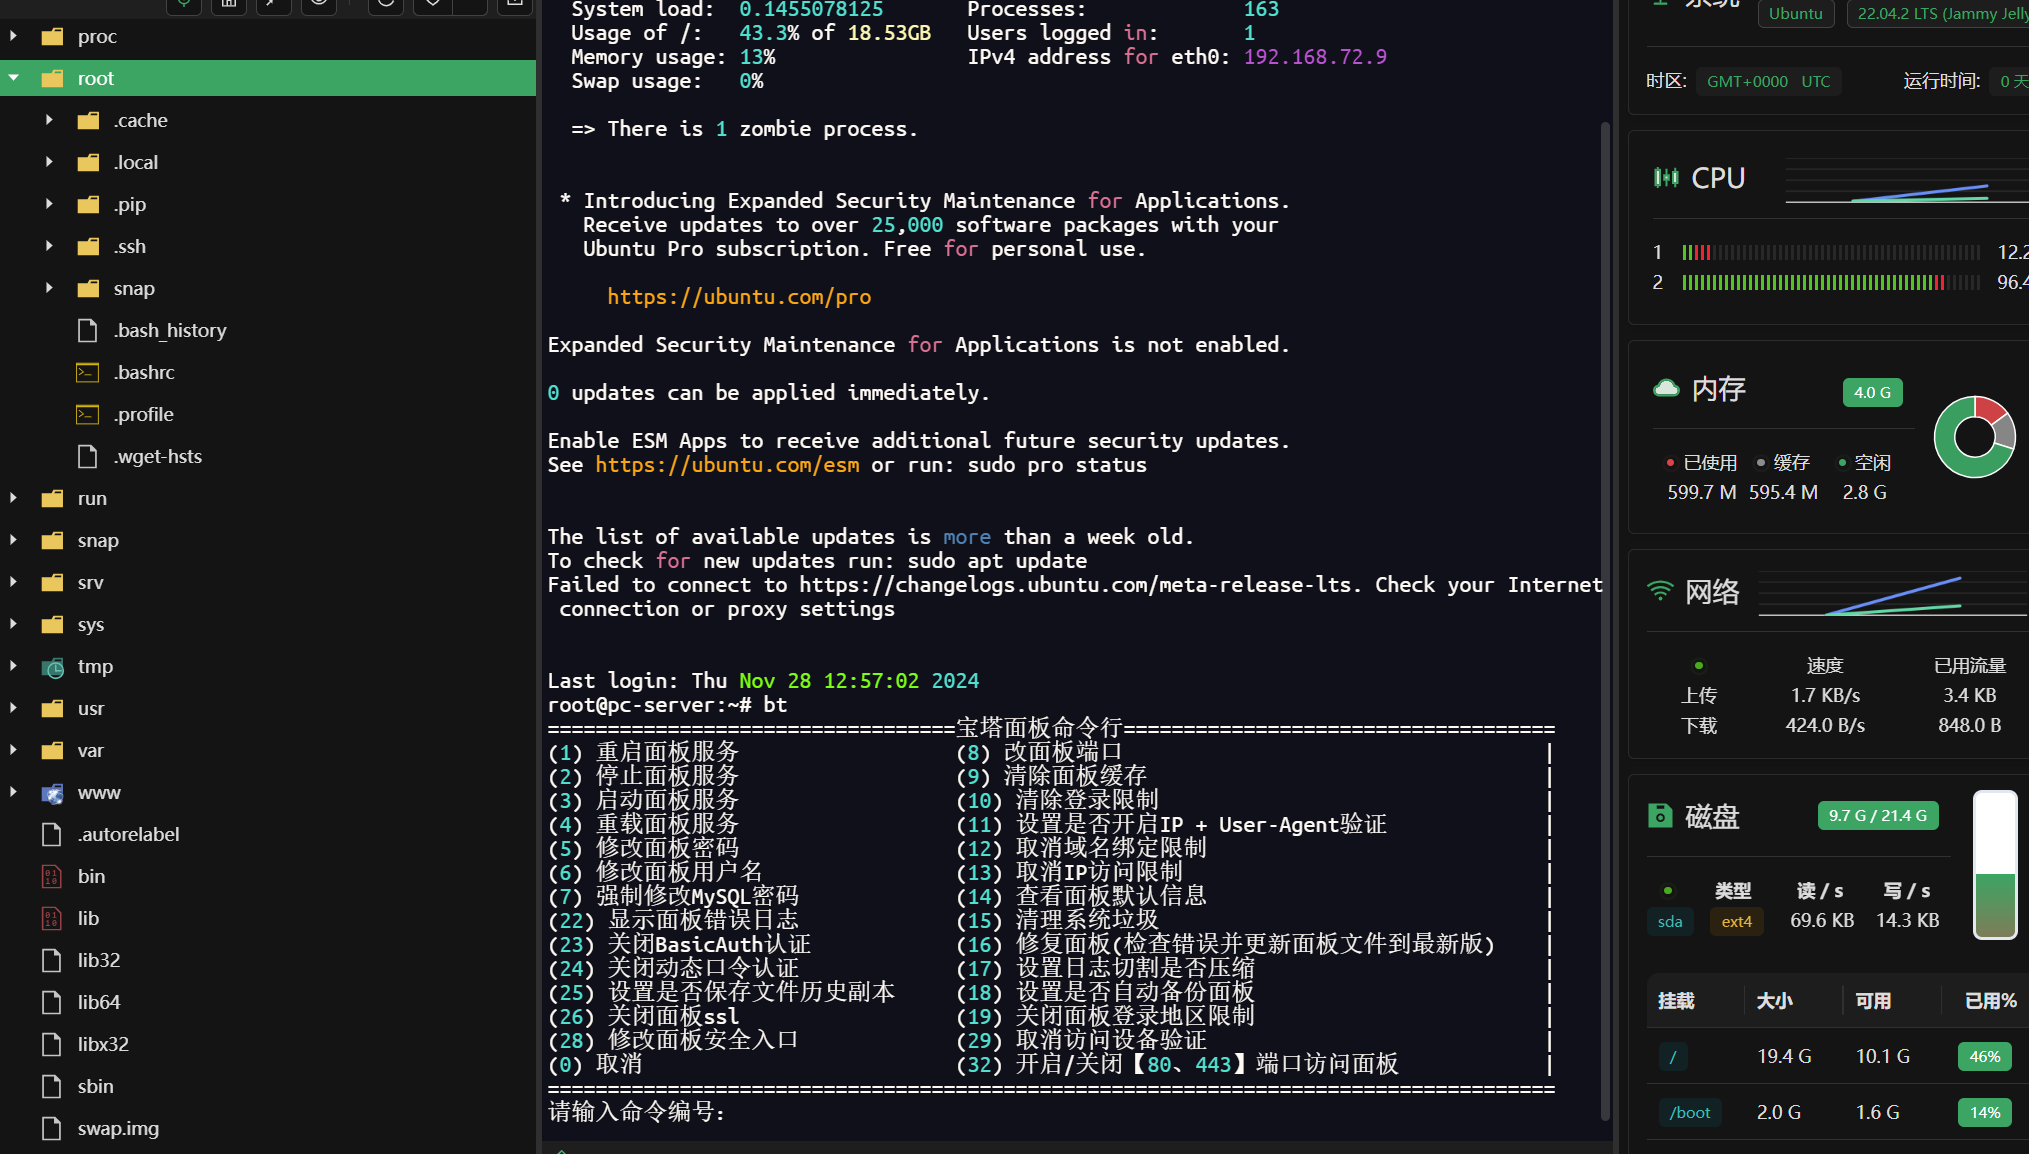 proc
root
.cache
.local
.pip
.ssh
snap
.bash_history
.bashrc
.profile
.wget-hsts
run
snap
srv
sys
tmp
usr
var
www
.autorelabel
bin
lib
lib32
lib64
libx32
sbin
swap.img
System load: 0.1455078125 Processes: 163
Usage of /: 43.3% of 18.53GB Users logged in: 1
Memory usage: 13% IPv4 address for eth0: 192.168.72.9
Swap usage: 0%
=> There is 1 zombie process.
* Introducing Expanded Security Maintenance for Applications.
Receive updates to over 25,000 software packages with your
Ubuntu Pro subscription. Free for personal use.
https://ubuntu.com/pro
Expanded Security Maintenance for Applications is not enabled.
0 updates can be applied immediately.
Enable ESM Apps to receive additional future security updates.
See https://ubuntu.com/esm or run: sudo pro status
The list of available updates is more than a week old.
To check for new updates run: sudo apt update
Failed to connect to https://changelogs.ubuntu.com/meta-release-lts. Check your Internet
connection or proxy settings
Last login: Thu Nov 28 12:57:02 2024
root@pc-server:~# bt
==================================宝塔面板命令行====================================
(1) 重启面板服务 (8) 改面板端口 |
(2) 停止面板服务 (9) 清除面板缓存 |
(3) 启动面板服务 (10) 清除登录限制 |
(4) 重载面板服务 (11) 设置是否开启IP + User-Agent验证 |
(5) 修改面板密码 (12) 取消域名绑定限制 |
(6) 修改面板用户名 (13) 取消IP访问限制 |
(7) 强制修改MySQL密码 (14) 查看面板默认信息 |
(22) 显示面板错误日志 (15) 清理系统垃圾 |
(23) 关闭BasicAuth认证 (16) 修复面板(检查错误并更新面板文件到最新版) |
(24) 关闭动态口令认证 (17) 设置日志切割是否压缩 |
(25) 设置是否保存文件历史副本 (18) 设置是否自动备份面板 |
(26) 关闭面板ssl (19) 关闭面板登录地区限制 |
(28) 修改面板安全入口 (29) 取消访问设备验证 |
(0) 取消 (32) 开启/关闭【80、443】端口访问面板 |
====================================================================================
请输入命令编号:
系统 Ubuntu 22.04.2 LTS (Jammy Jelly
时区: GMT+0000 UTC 运行时间: 0 天
CPU
1 12.2
2 96.4
内存 4.0 G
已使用 缓存 空闲
599.7 M 595.4 M 2.8 G
网络
速度 已用流量
上传 1.7 KB/s 3.4 KB
下载 424.0 B/s 848.0 B
磁盘 9.7 G / 21.4 G
类型 读 / s 写 / s
sda ext4 69.6 KB 14.3 KB
挂载 大小 可用 已用%
/ 19.4 G 10.1 G 46%
/boot 2.0 G 1.6 G 14%